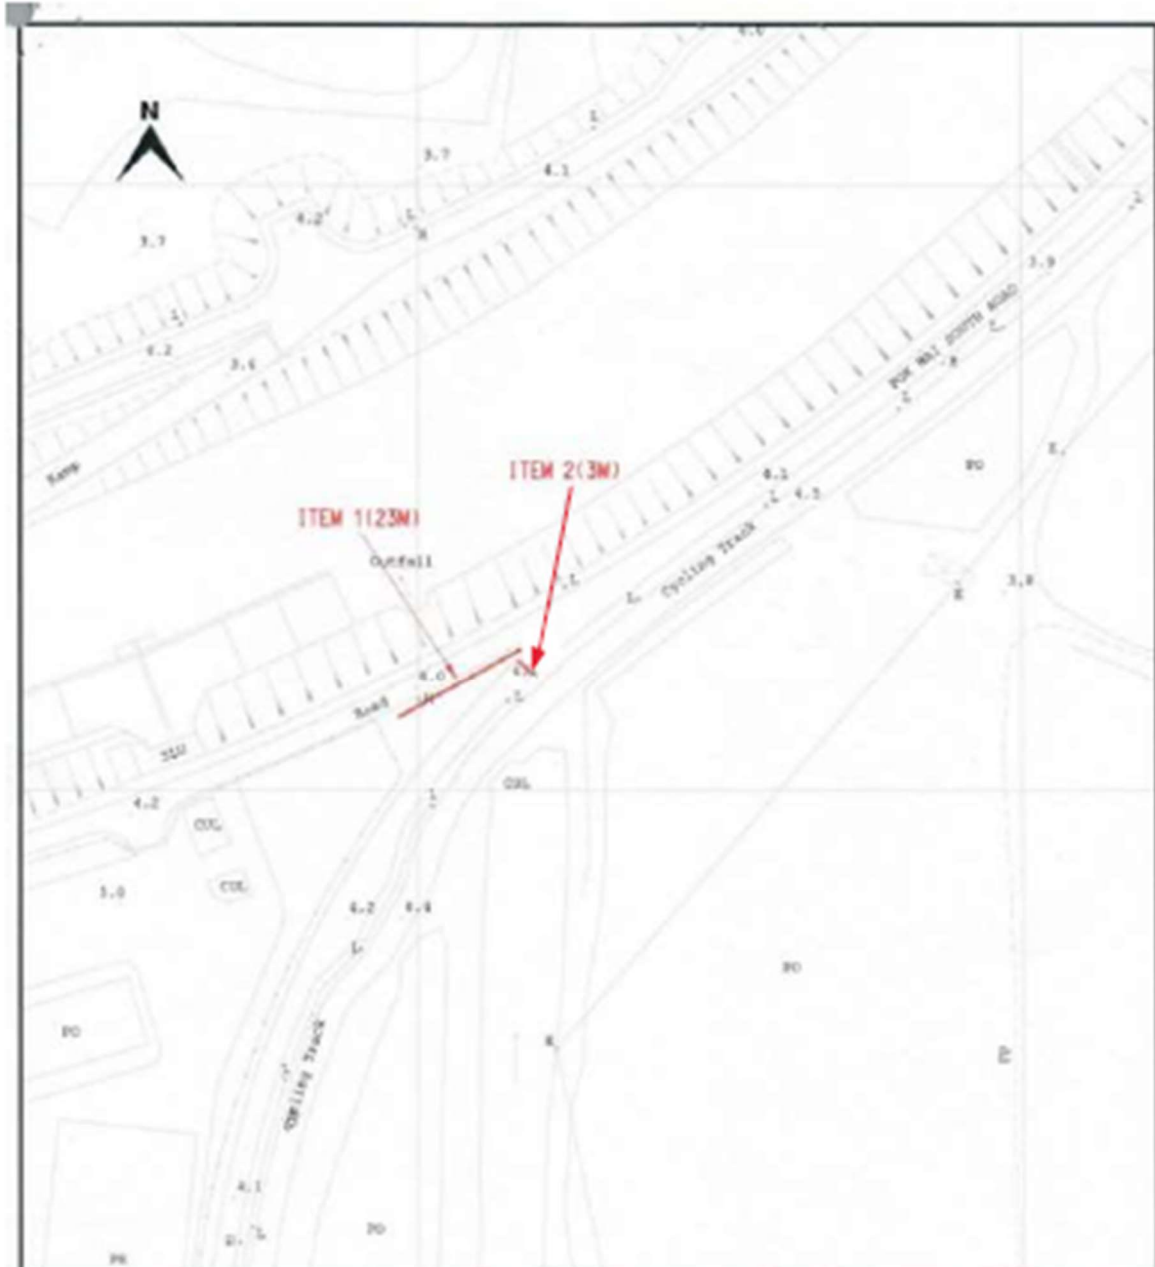 N
3.7
4.1
4.2
3.7
3.9
4.2
3.6
POK WAI SOUTH ROAD
Ramp
PO
ITEM 2(3M)
4.1
4.3
ITEM 1(23M)
Outfall
Cycling Track
3.8
4.0
Road
4.2
CUL
CUL
CUL
4.2
4.4
PO
PO
Cycling Track
4.1
PO